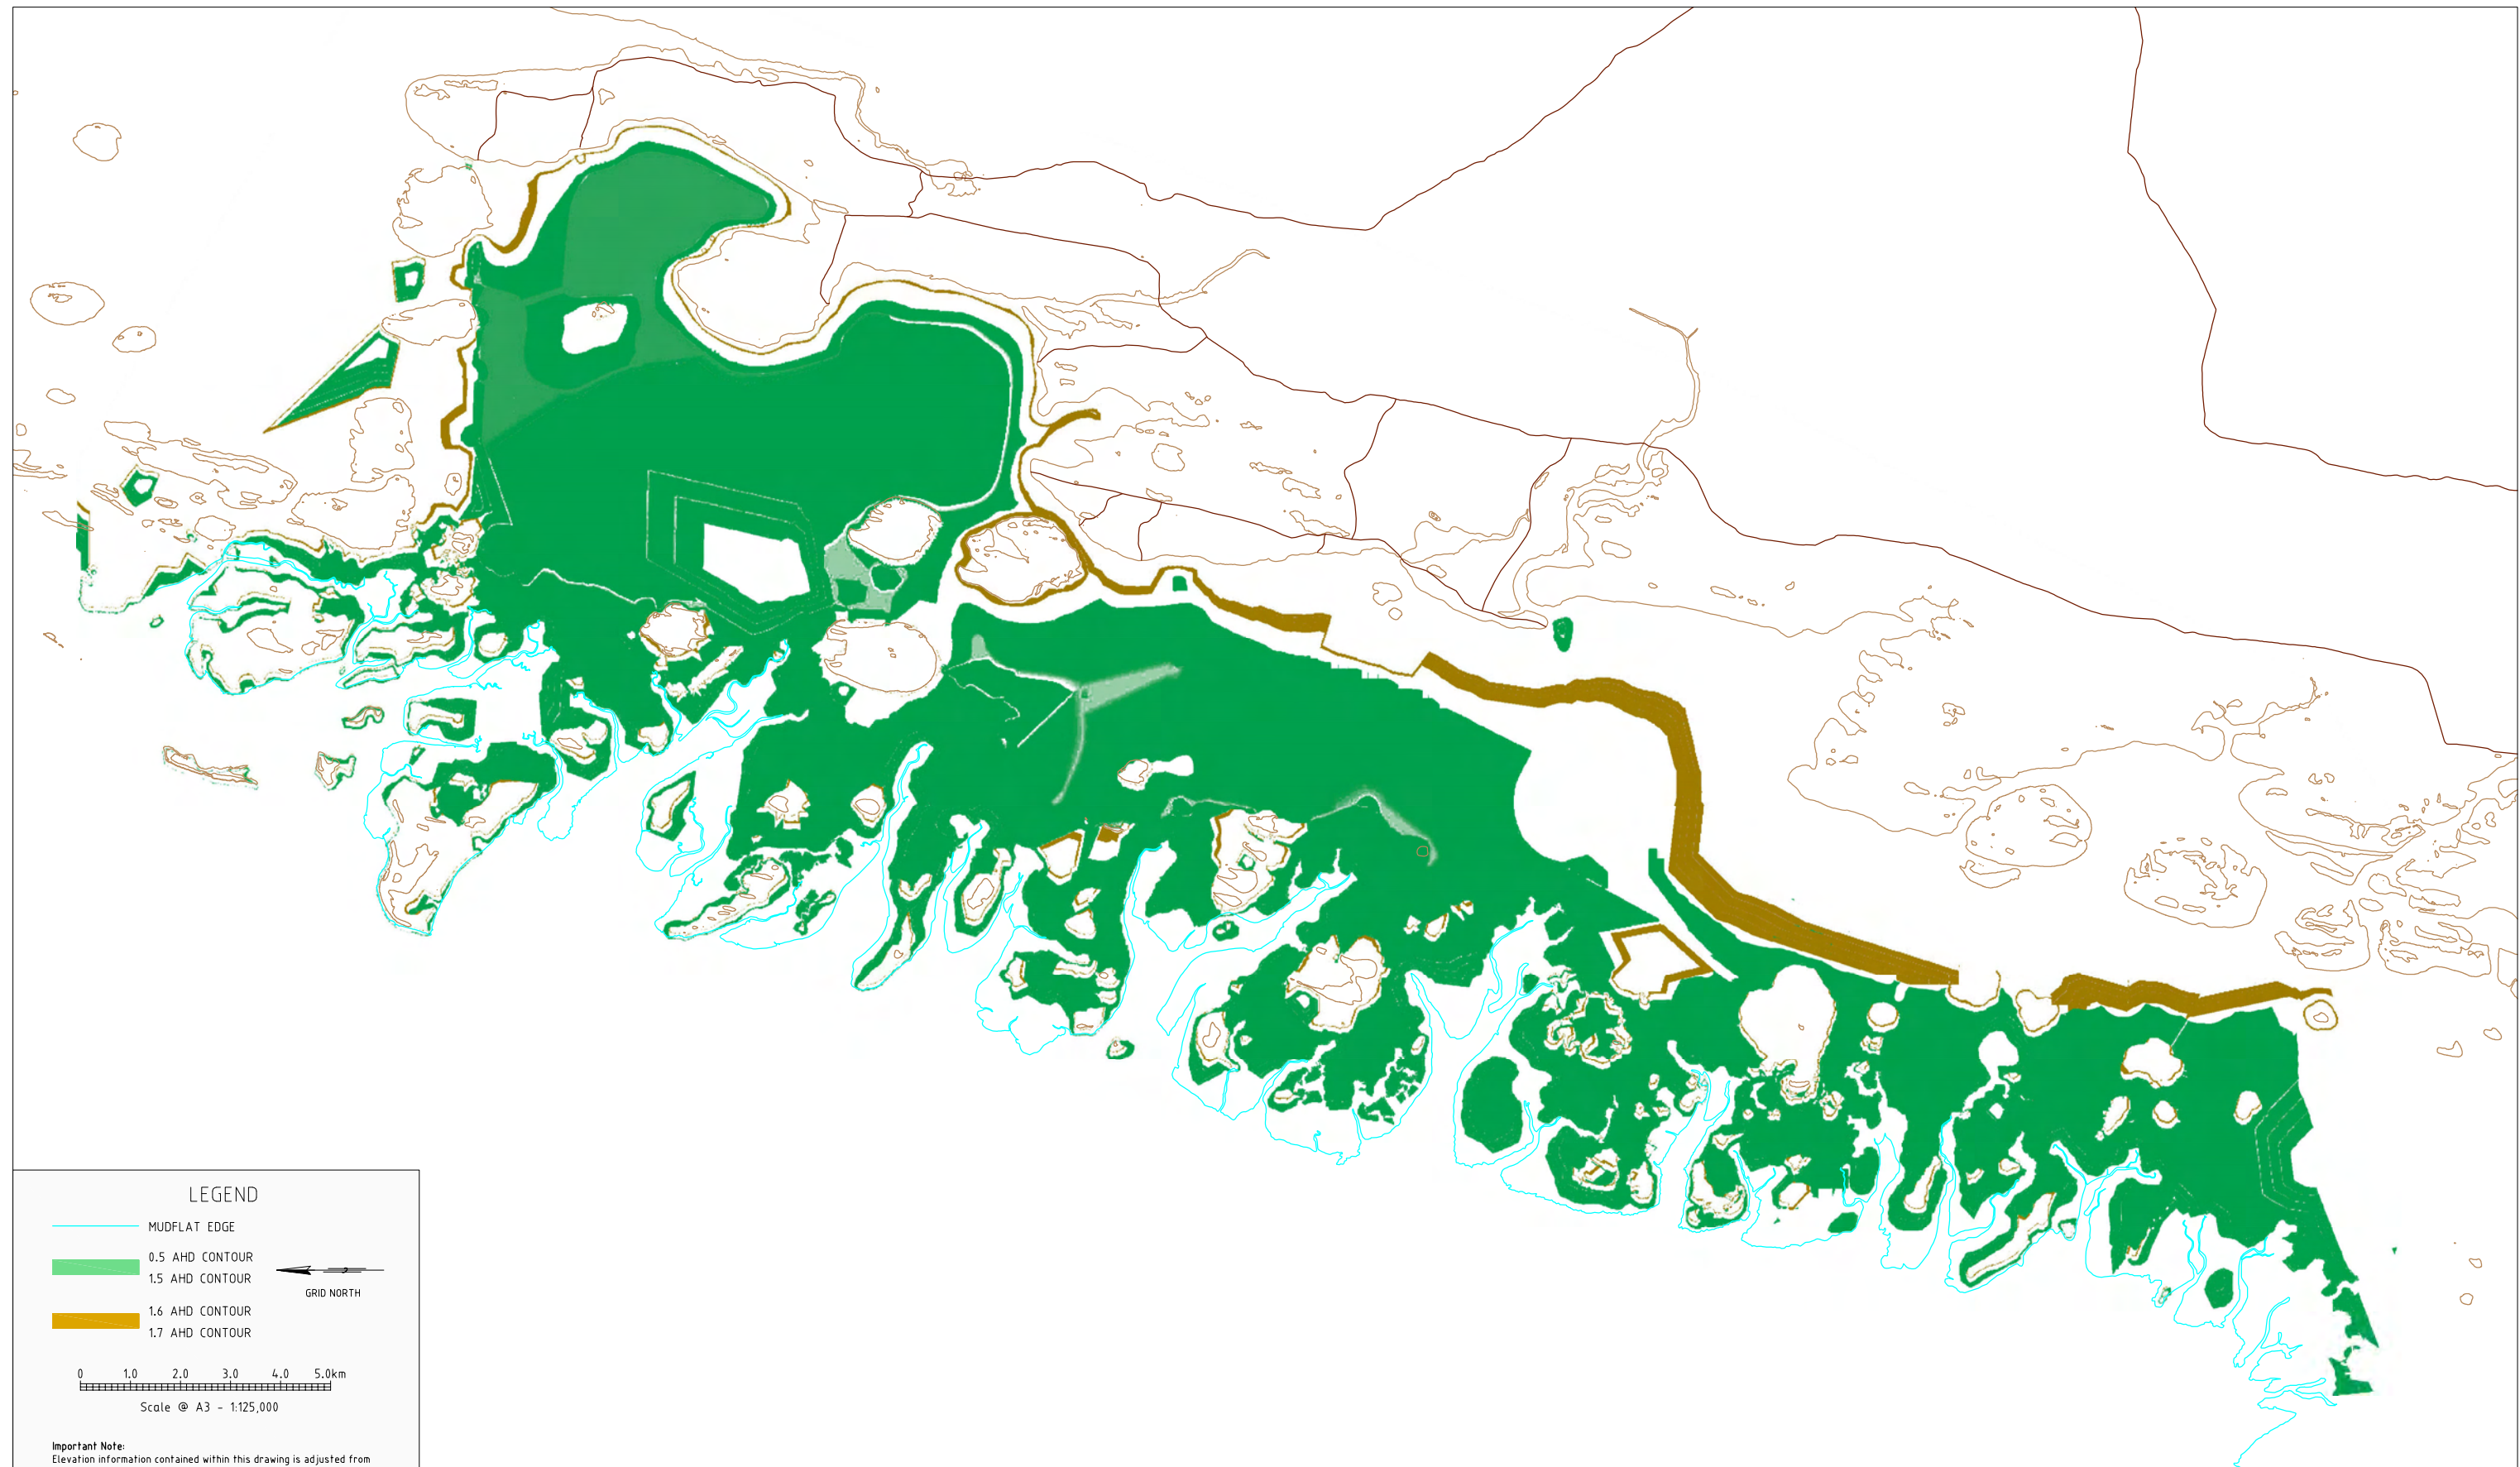 LEGEND
MUDFLAT EDGE
0.5 AHD CONTOUR
1.5 AHD CONTOUR
GRID NORTH
1.6 AHD CONTOUR
1.7 AHD CONTOUR
0 1.0 2.0 3.0 4.0 5.0km
Scale @ A3 - 1:125,000
Important Note:
Elevation information contained within this drawing is adjusted from